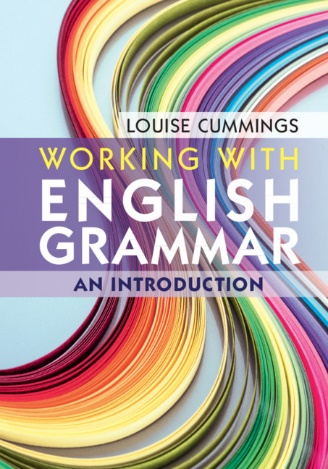 LOUISE CUMMINGS
WORKING WITH
ENGLISH
GRAMMAR
AN INTRODUCTION